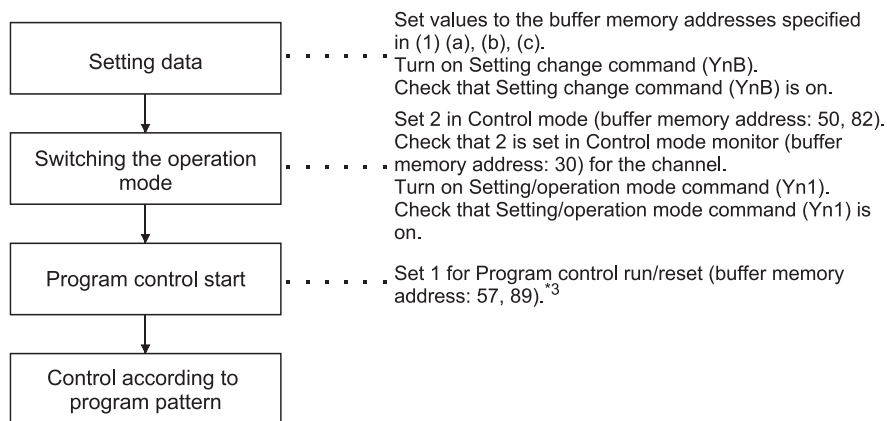 Setting data
Set values to the buffer memory addresses specified
in (1) (a), (b), (c).
Turn on Setting change command (YnB).
Check that Setting change command (YnB) is on.
Switching the operation
mode
Set 2 in Control mode (buffer memory address: 50, 82).
Check that 2 is set in Control mode monitor (buffer
memory address: 30) for the channel.
Turn on Setting/operation mode command (Yn1).
Check that Setting/operation mode command (Yn1) is
on.
Program control start
Set 1 for Program control run/reset (buffer memory
address: 57, 89).*3
Control according to
program pattern